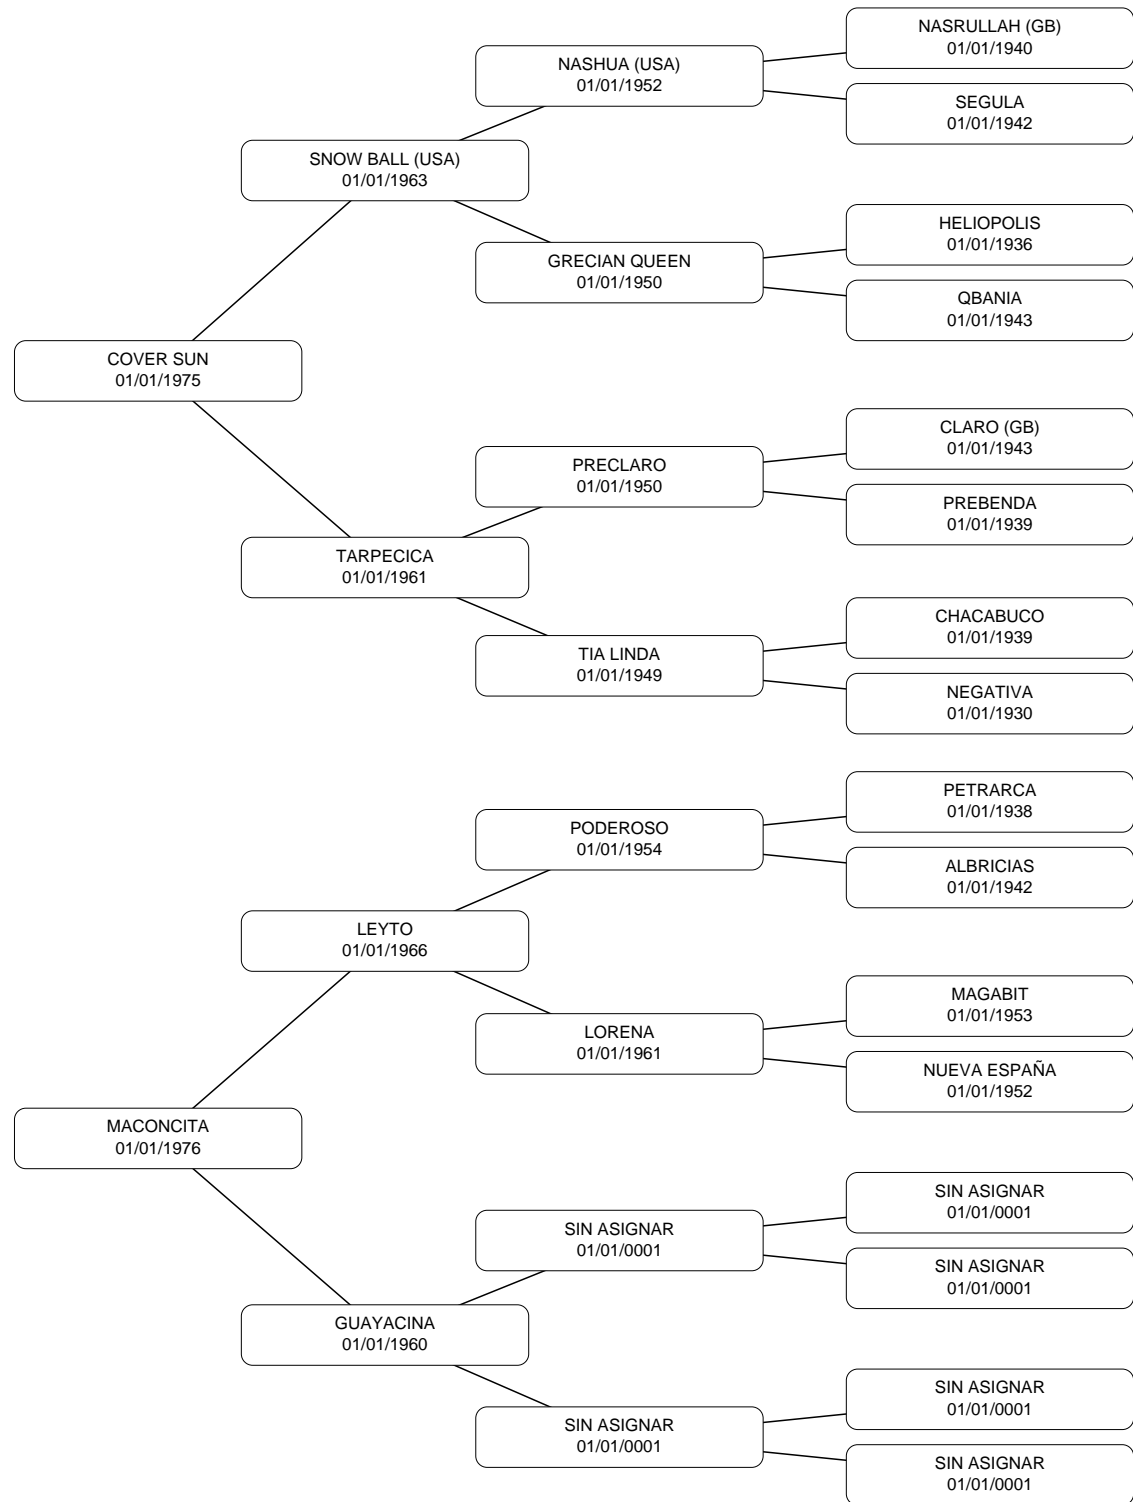 NASRULLAH (GB)
01/01/1940
NASHUA (USA)
01/01/1952
SEGULA
01/01/1942
SNOW BALL (USA)
01/01/1963
HELIOPOLIS
01/01/1936
GRECIAN QUEEN
01/01/1950
QBANIA
01/01/1943
COVER SUN
01/01/1975
CLARO (GB)
01/01/1943
PRECLARO
01/01/1950
PREBENDA
01/01/1939
TARPECICA
01/01/1961
CHACABUCO
01/01/1939
TIA LINDA
01/01/1949
NEGATIVA
01/01/1930
PETRARCA
01/01/1938
PODEROSO
01/01/1954
ALBRICIAS
01/01/1942
LEYTO
01/01/1966
MAGABIT
01/01/1953
LORENA
01/01/1961
NUEVA ESPAÑA
01/01/1952
MACONCITA
01/01/1976
SIN ASIGNAR
01/01/0001
SIN ASIGNAR
01/01/0001
SIN ASIGNAR
01/01/0001
GUAYACINA
01/01/1960
SIN ASIGNAR
01/01/0001
SIN ASIGNAR
01/01/0001
SIN ASIGNAR
01/01/0001